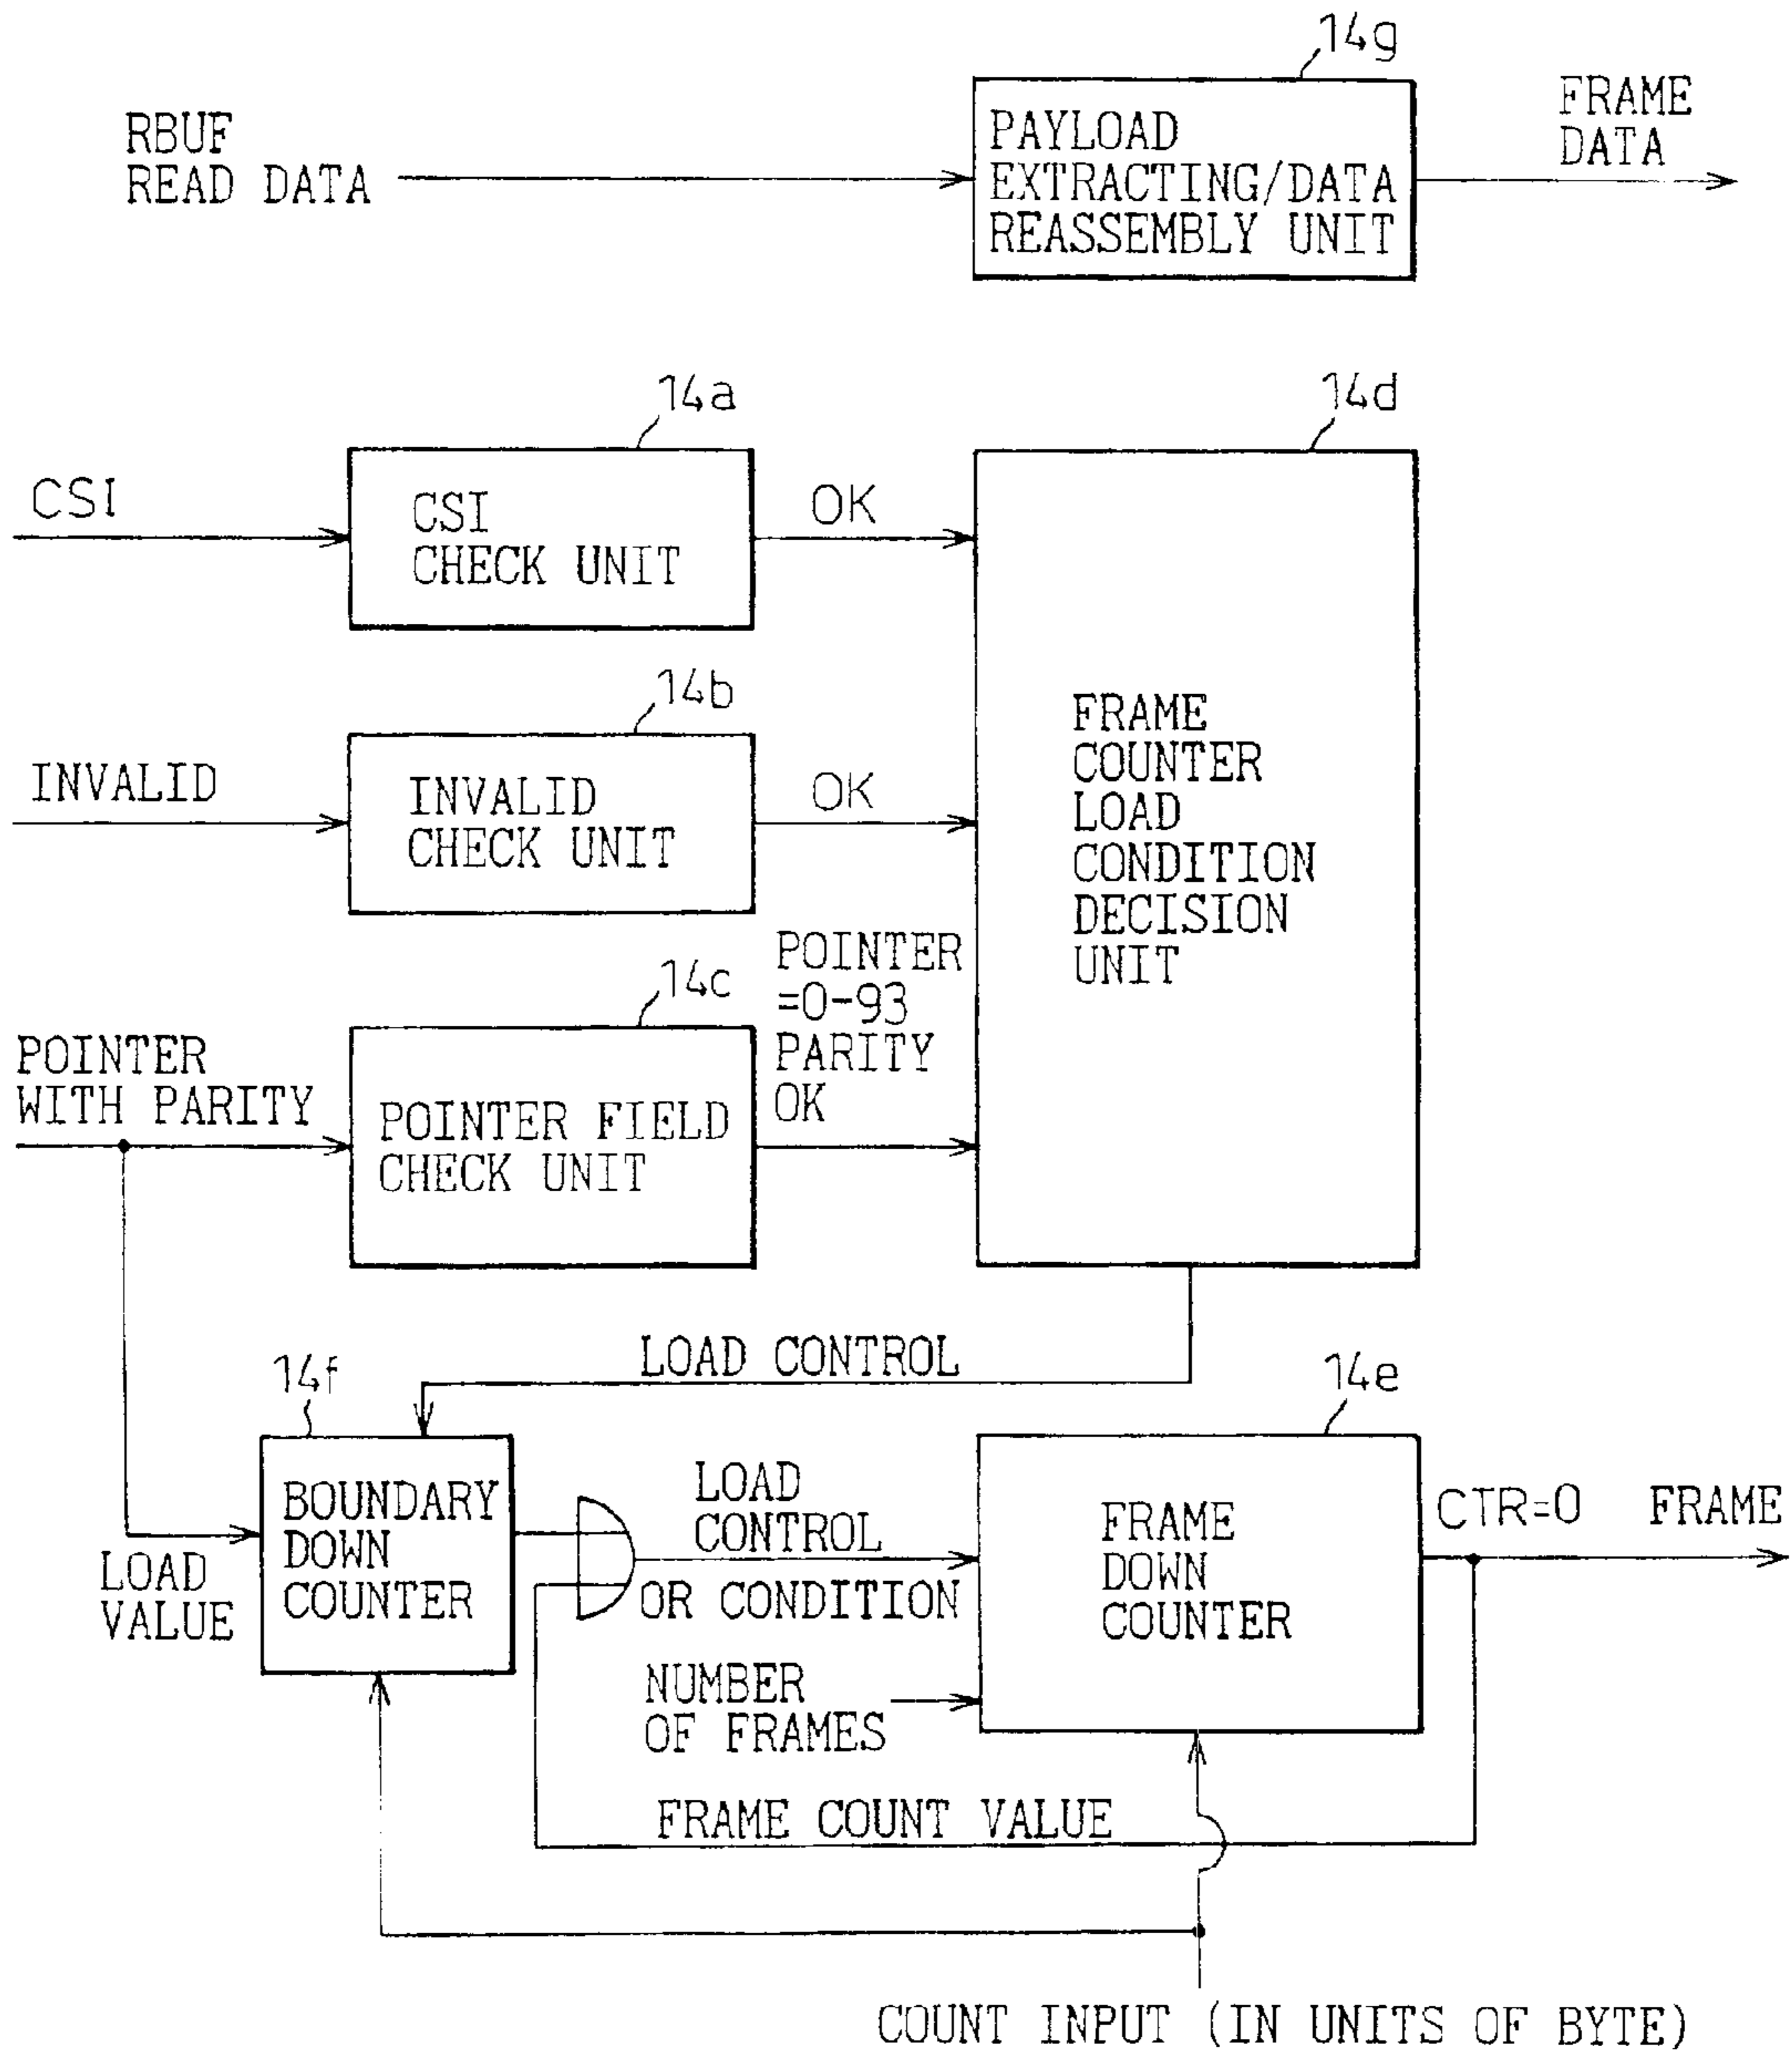 14g
RBUF
READ DATA
PAYLOAD
EXTRACTING/DATA
REASSEMBLY UNIT
FRAME
DATA
14a
14d
CSI
CSI
CHECK UNIT
OK
14b
INVALID
INVALID
CHECK UNIT
OK
FRAME
COUNTER
LOAD
CONDITION
DECISION
UNIT
14c
POINTER
WITH PARITY
POINTER FIELD
CHECK UNIT
POINTER
=0-93
PARITY
OK
LOAD CONTROL
14f
14e
BOUNDARY
DOWN
COUNTER
LOAD
VALUE
LOAD
CONTROL
OR CONDITION
FRAME
DOWN
COUNTER
CTR=0 FRAME
NUMBER
OF FRAMES
FRAME COUNT VALUE
COUNT INPUT (IN UNITS OF BYTE)